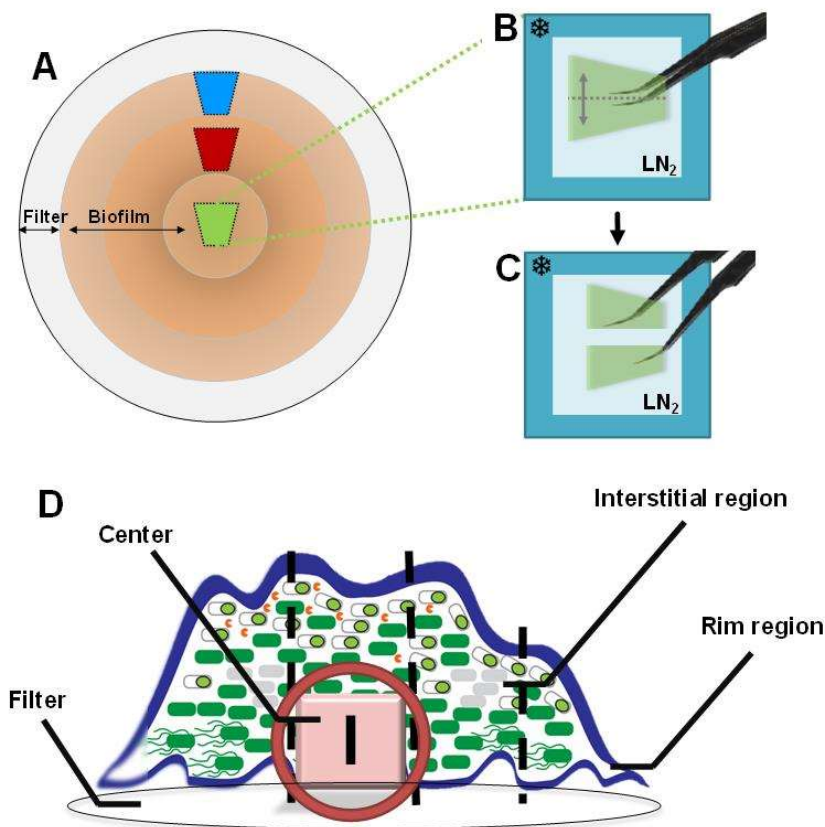 A
B
LN2
Filter
Biofilm
C
LN2
D
Center
Interstitial region
Rim region
Filter
I